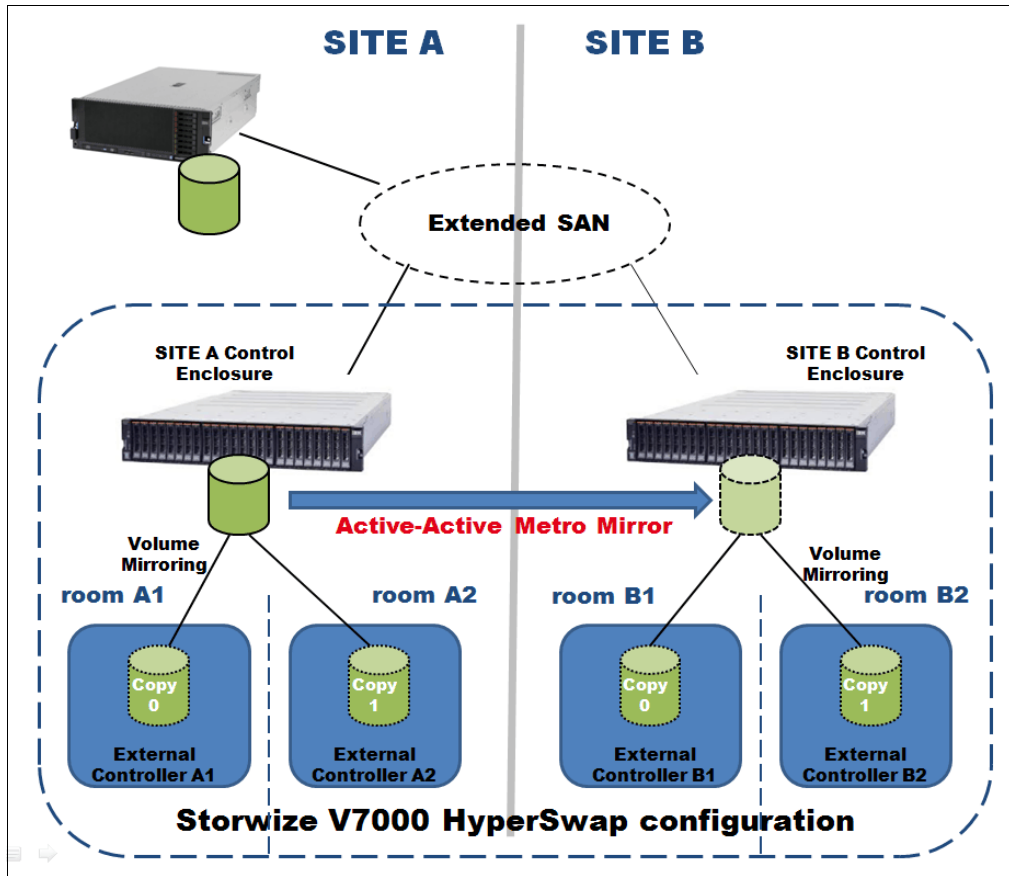 SITE A
SITE B
Extended SAN
SITE A Control
Enclosure
SITE B Control
Enclosure
Active-Active Metro Mirror
Volume
Mirroring
Volume
Mirroring
room A1
room A2
room B1
room B2
Copy
0
Copy
1
Copy
0
Copy
1
External
Controller A1
External
Controller A2
External
Controller B1
External
Controller B2
Storwize V7000 HyperSwap configuration